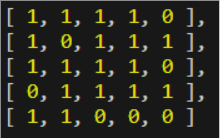 [ 1, 1, 1, 1, 0 ],
[ 1, 0, 1, 1, 1 ],
[ 1, 1, 1, 1, 0 ],
[ 0, 1, 1, 1, 1 ],
[ 1, 1, 0, 0, 0 ]